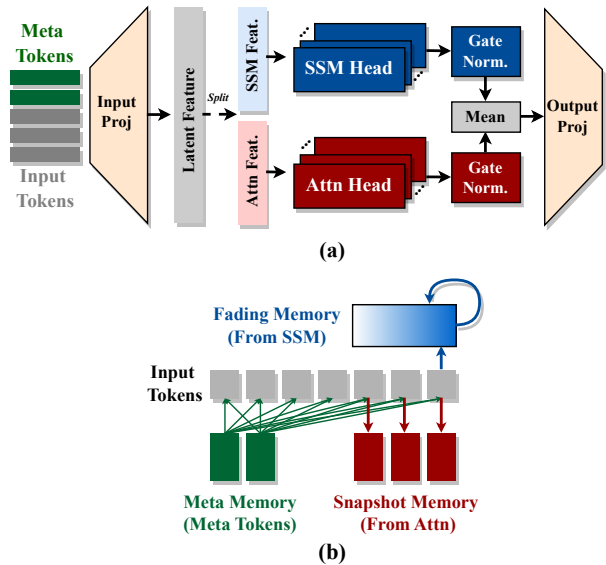 Meta
Tokens
Input
Tokens
Input
Proj
Latent Feature
Split
SSM Feat.
Attn Feat.
SSM Head
Attn Head
Gate
Norm.
Mean
Gate
Norm.
Output
Proj
(a)
Fading Memory
(From SSM)
Input
Tokens
Meta Memory
(Meta Tokens)
Snapshot Memory
(From Attn)
(b)